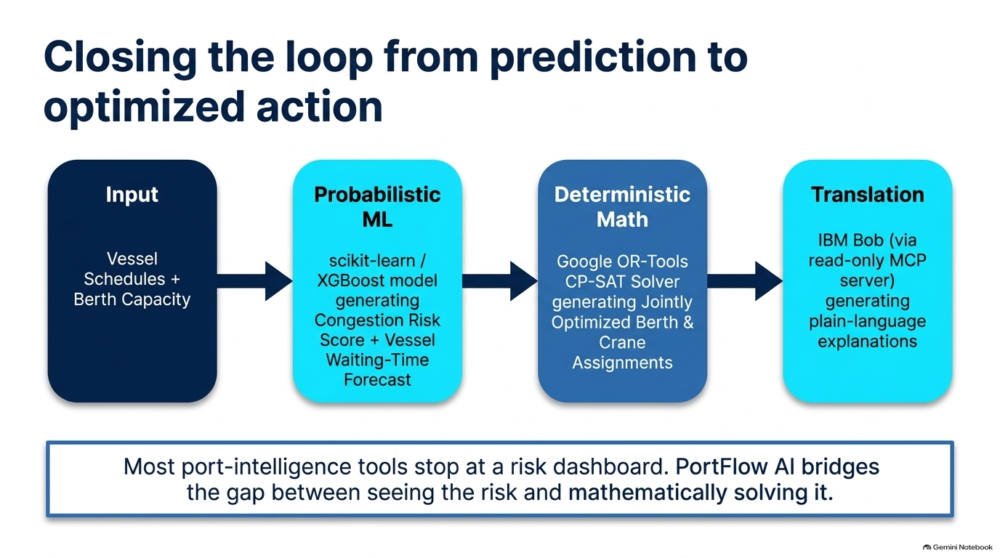 Closing the loop from prediction to
optimized action
Input
Vessel
Schedules +
Berth Capacity
Probabilistic
ML
scikit-learn /
XGBoost model
generating
Congestion Risk
Score + Vessel
Waiting-Time
Forecast
Deterministic
Math
Google OR-Tools
CP-SAT Solver
generating Jointly
Optimized Berth &
Crane
Assignments
Translation
IBM Bob (via
read-only MCP
server)
generating
plain-language
explanations
Most port-intelligence tools stop at a risk dashboard. PortFlow AI bridges
the gap between seeing the risk and mathematically solving it.
Gemini Notebook